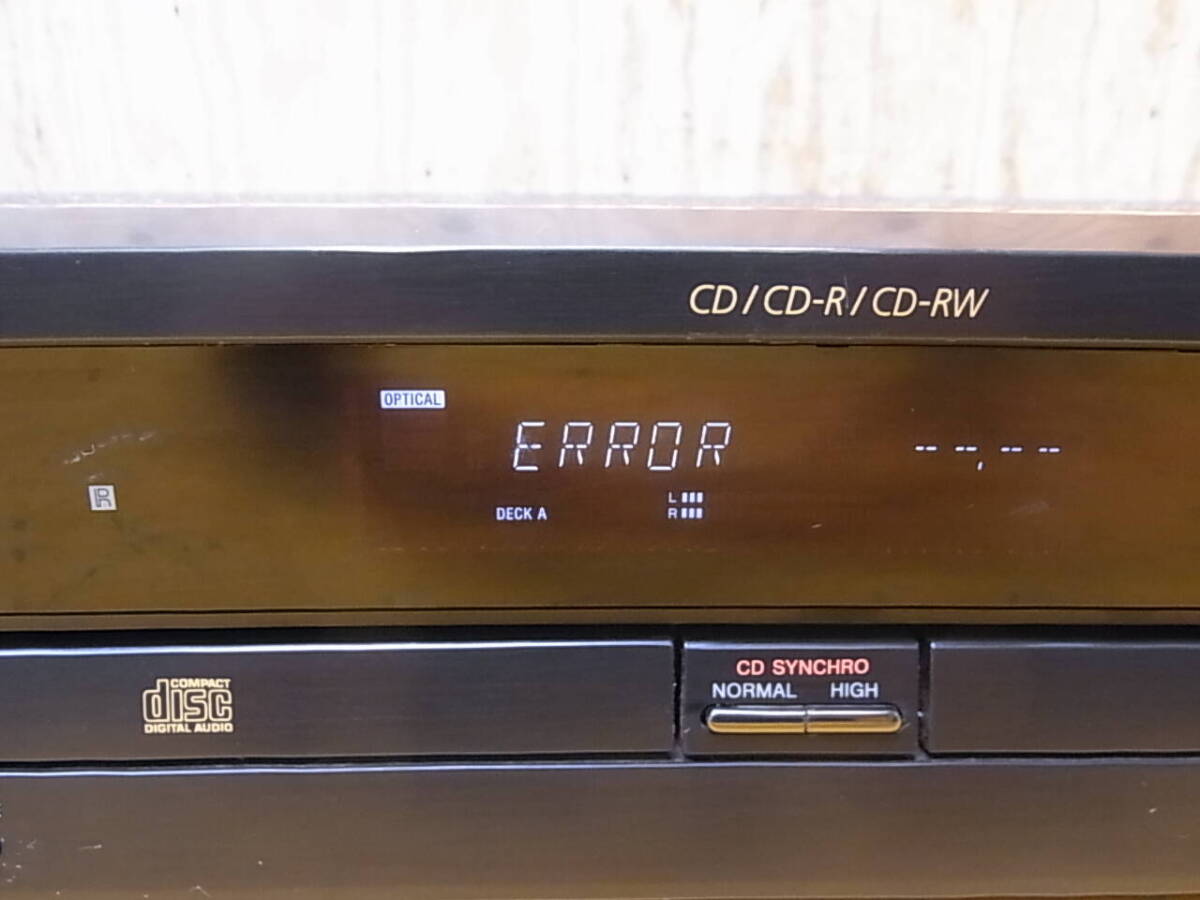 CD/CD-R/CD-RW
OPTICAL
ERROR
-- --, -- --
R
DECK A
L
R
CD SYNCHRO
NORMAL HIGH
COMPACT
disc
DIGITAL AUDIO